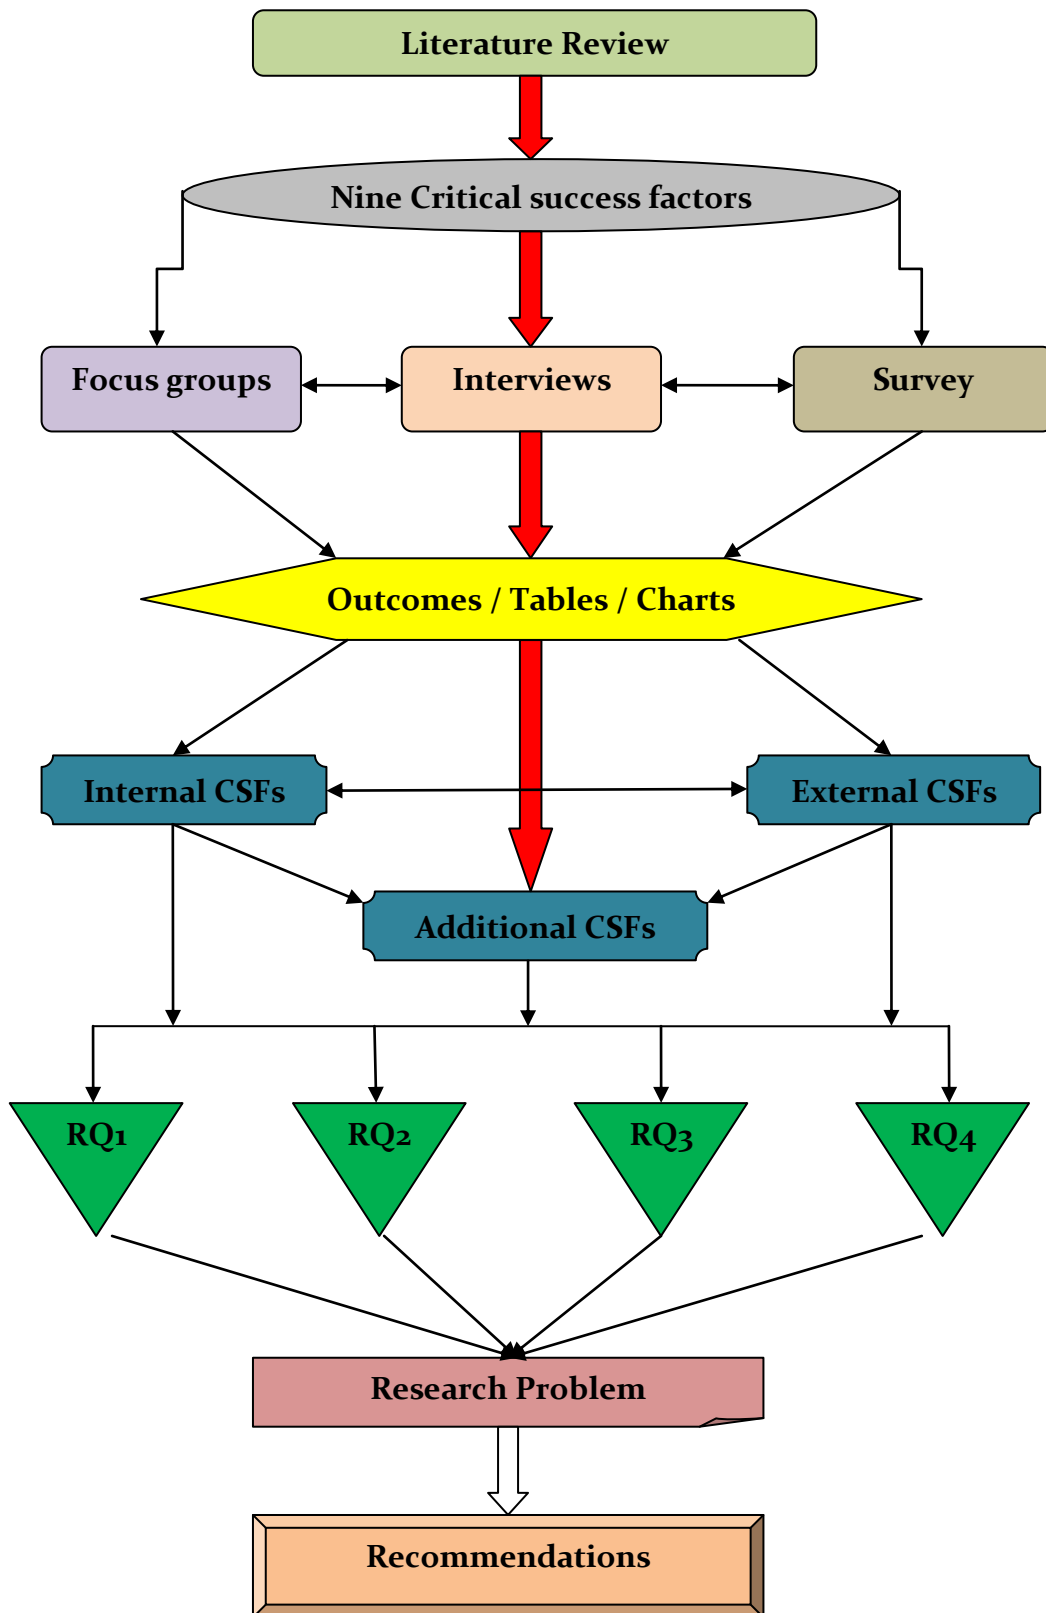 Literature Review
Nine Critical success factors
Focus groups
Interviews
Survey
Outcomes / Tables / Charts
Internal CSFs
External CSFs
Additional CSFs
RQ1
RQ2
RQ3
RQ4
Research Problem
Recommendations